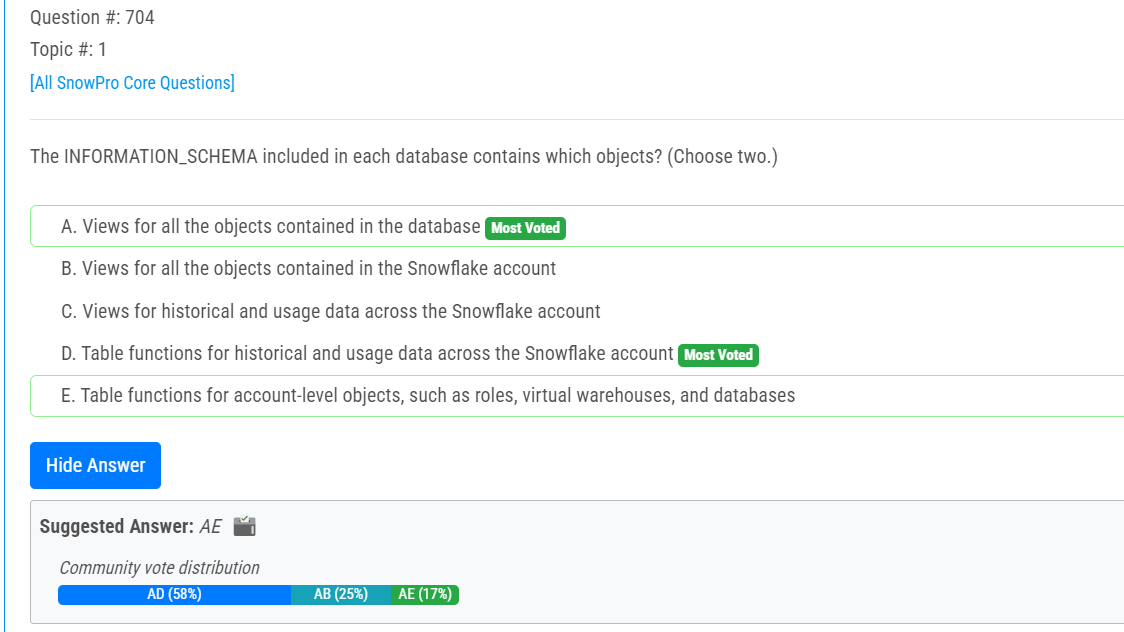 Question #: 704
Topic #: 1
[All SnowPro Core Questions]
The INFORMATION_SCHEMA included in each database contains which objects? (Choose two.)
A. Views for all the objects contained in the database Most Voted
B. Views for all the objects contained in the Snowflake account
C. Views for historical and usage data across the Snowflake account
D. Table functions for historical and usage data across the Snowflake account Most Voted
E. Table functions for account-level objects, such as roles, virtual warehouses, and databases
Hide Answer
Suggested Answer: AE
Community vote distribution
AD (58%) AB (25%) AE (17%)